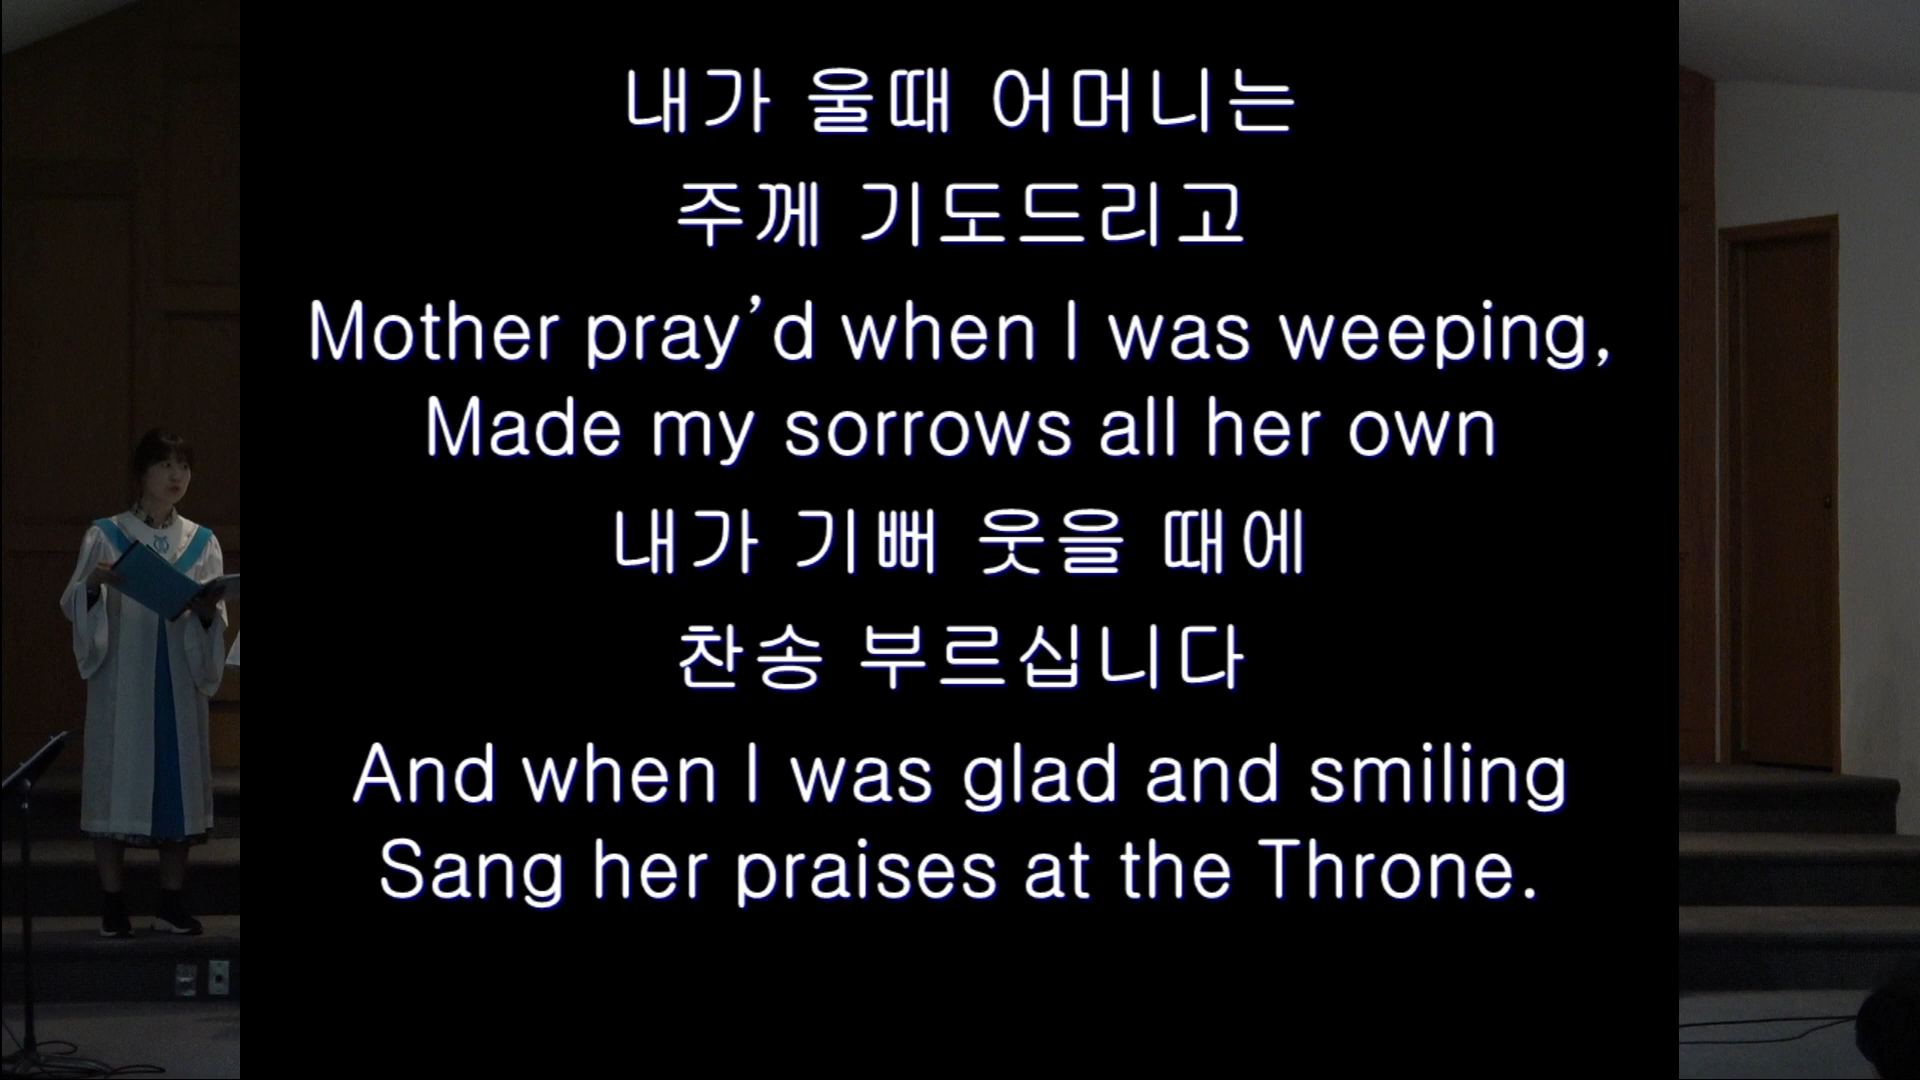 내가 울때 어머니는
주께 기도드리고
Mother pray’d when I was weeping,
Made my sorrows all her own
내가 기뻐 웃을 때에
찬송 부르십니다
And when I was glad and smiling
Sang her praises at the Throne.